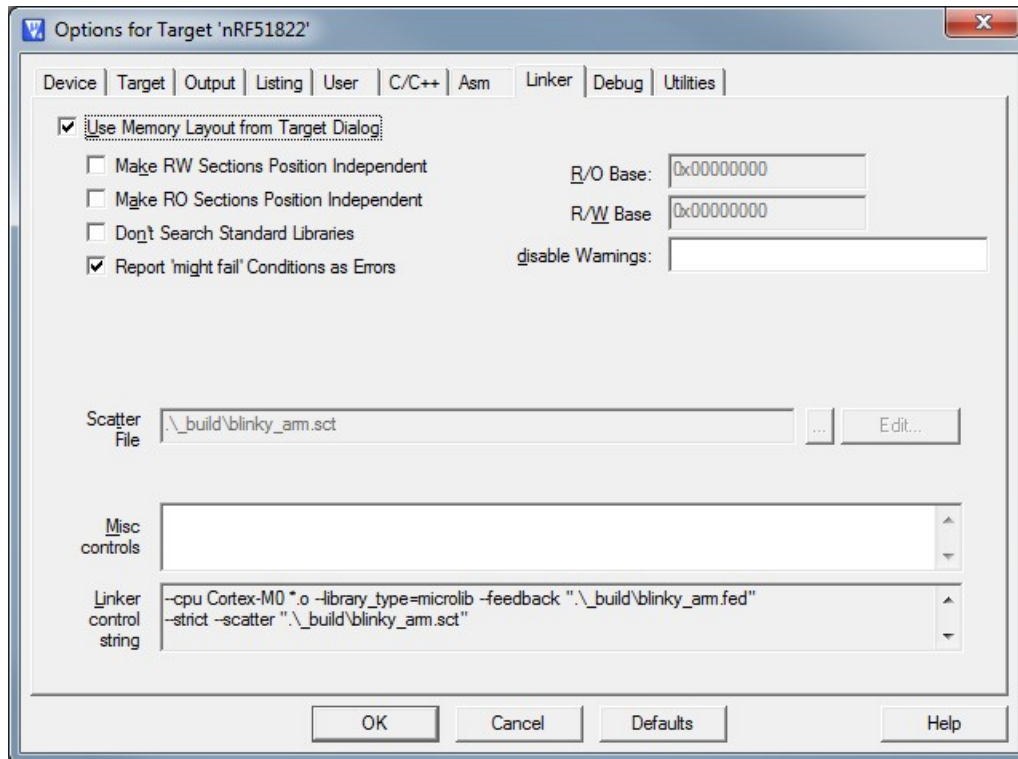 Options for Target 'nRF51822'
Device Target Output Listing User C/C++ Asm Linker Debug Utilities
Use Memory Layout from Target Dialog
Make RW Sections Position Independent
Make RO Sections Position Independent
Don't Search Standard Libraries
Report 'might fail' Conditions as Errors
R/O Base: 0x00000000
R/W Base 0x00000000
disable Warnings:
Scatter
File
.\_build\blinky_arm.sct
...
Edit...
Misc
controls
Linker
control
string
--cpu Cortex-M0 *.o --library_type=microlib --feedback ".\_build\blinky_arm.fed"
--strict --scatter ".\_build\blinky_arm.sct"
OK Cancel Defaults Help